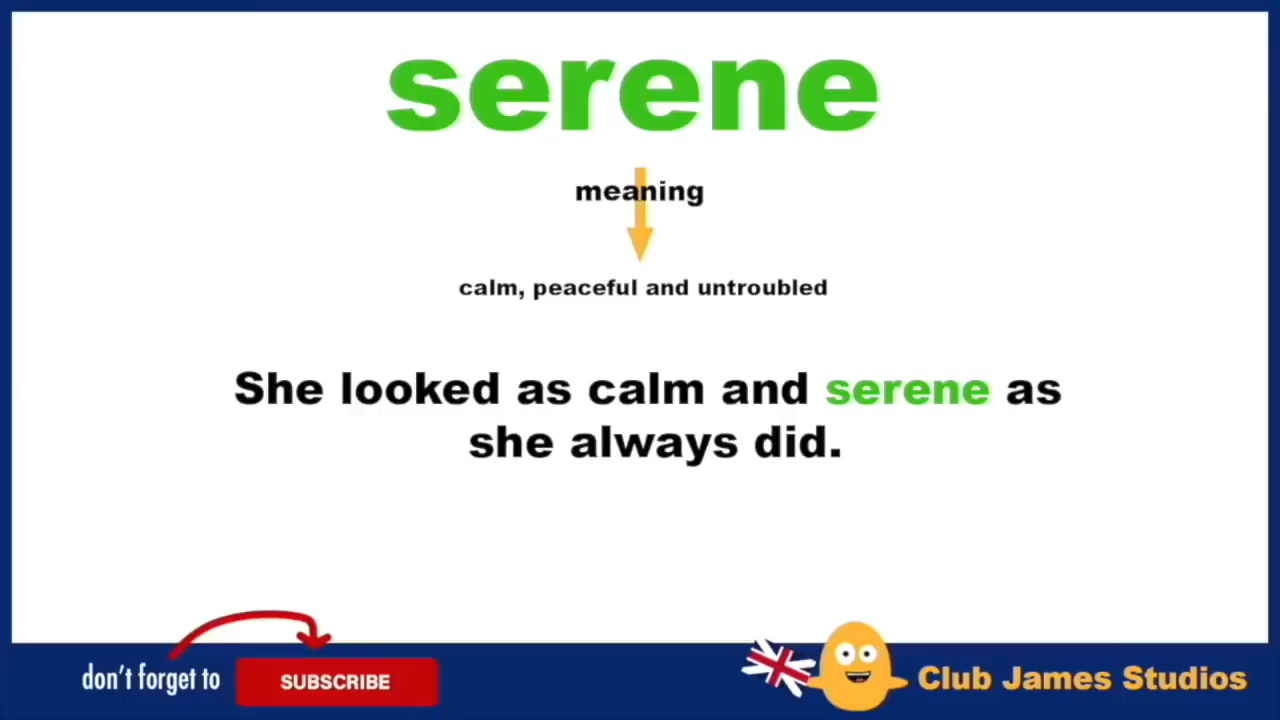 serene
meaning
calm, peaceful and untroubled
She looked as calm and serene as
she always did.
don't forget to
SUBSCRIBE
Club James Studios